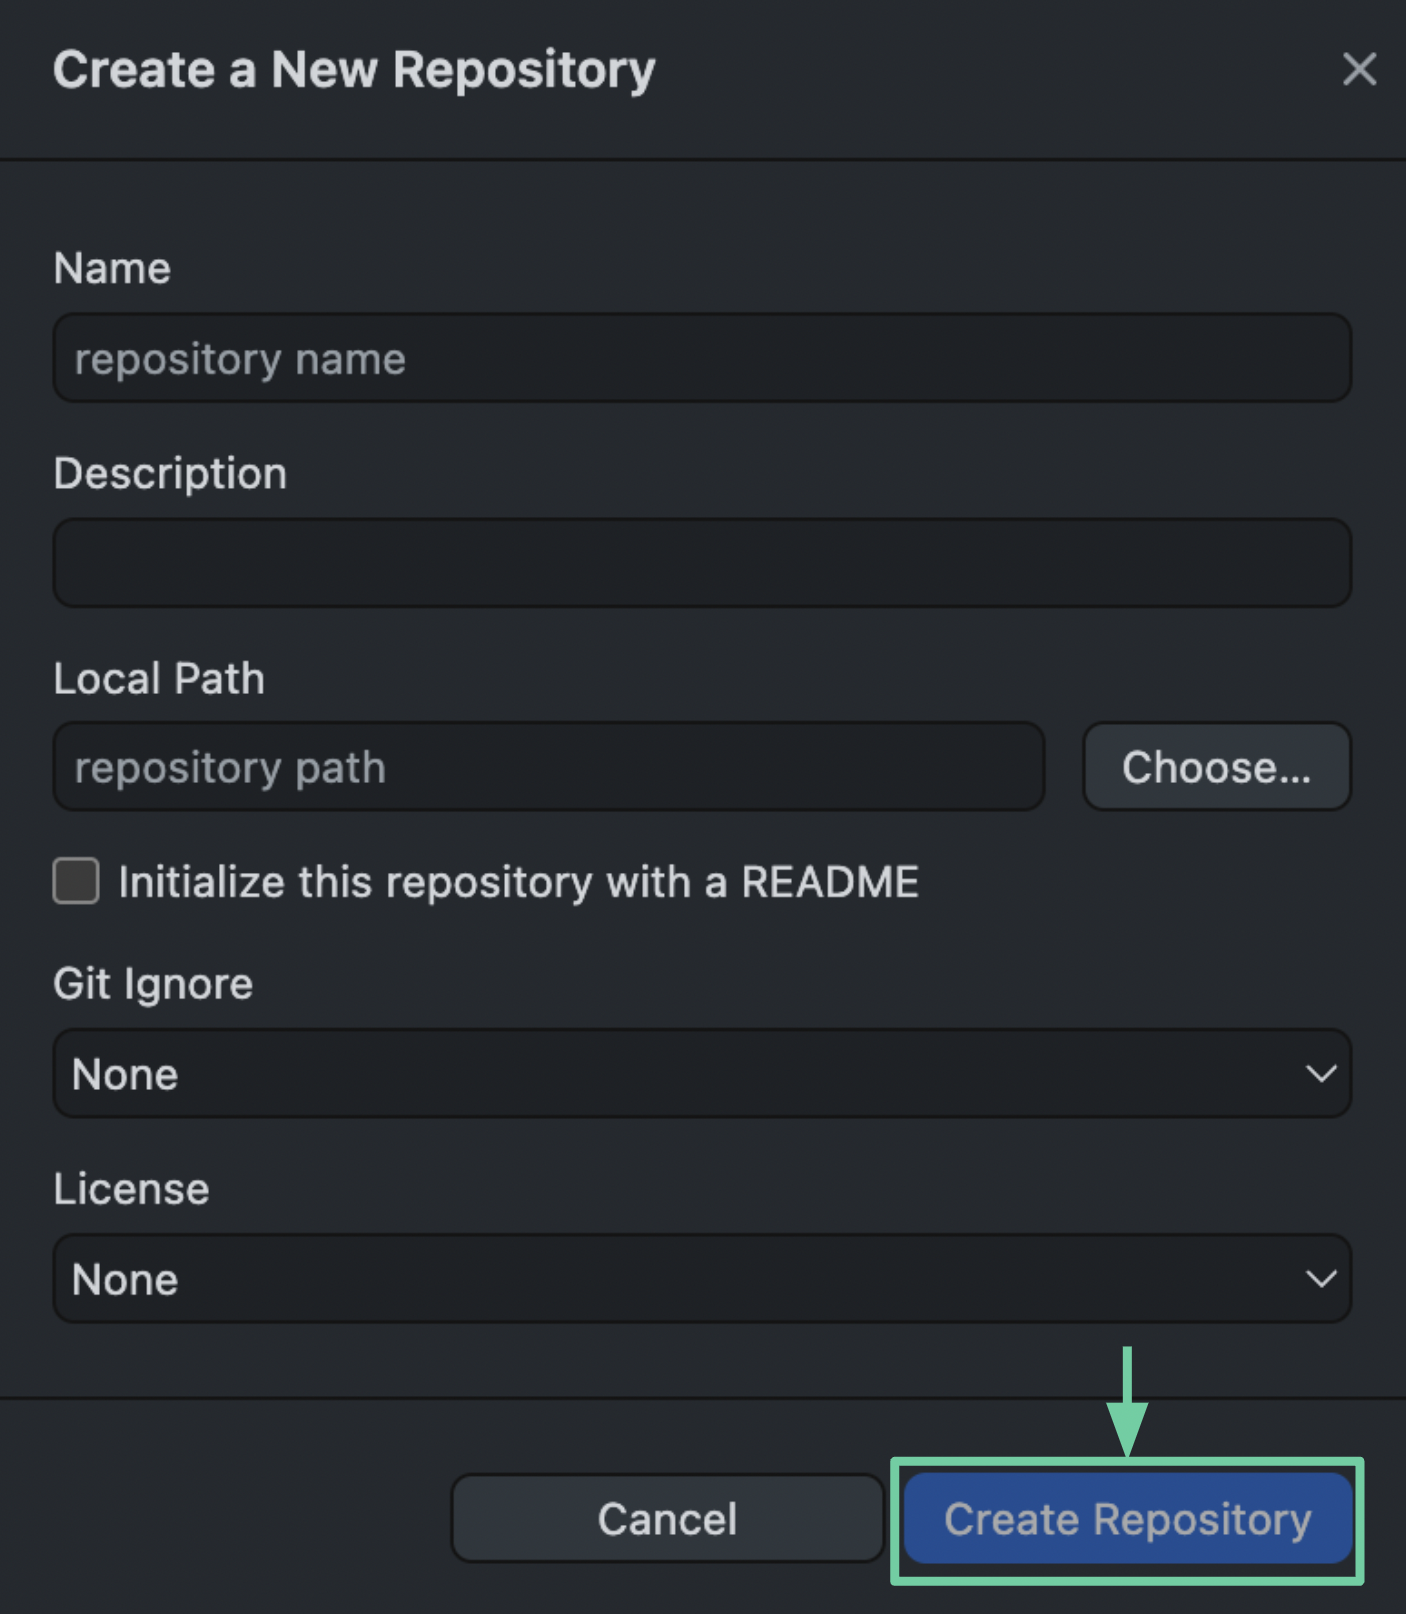 Create a New Repository
Name
repository name
Description
Local Path
repository path
Choose...
Initialize this repository with a README
Git Ignore
None
License
None
Cancel
Create Repository